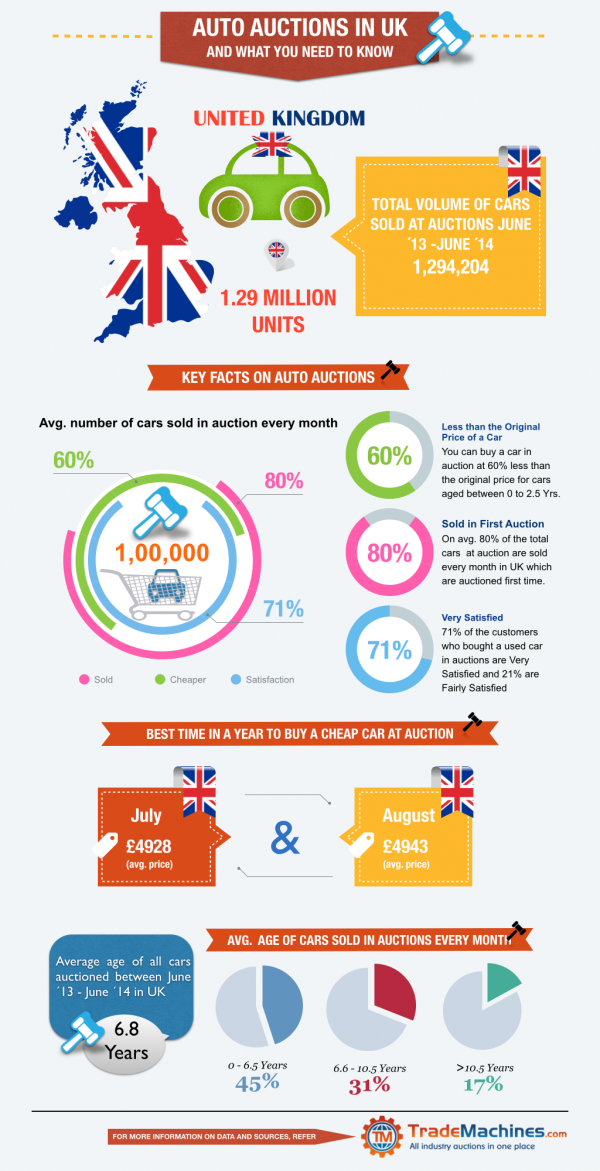 AUTO AUCTIONS IN UK
AND WHAT YOU NEED TO KNOW
UNITED KINGDOM
1.29 MILLION
UNITS
TOTAL VOLUME OF CARS
SOLD AT AUCTIONS JUNE
´13 -JUNE ´14
1,294,204
KEY FACTS ON AUTO AUCTIONS
Avg. number of cars sold in auction every month
60%
80%
1,00,000
71%
Sold
Cheaper
Satisfaction
60%
Less than the Original
Price of a Car
You can buy a car in
auction at 60% less than
the original price for cars
aged between 0 to 2.5 Yrs.
80%
Sold in First Auction
On avg. 80% of the total
cars at auction are sold
every month in UK which
are auctioned first time.
71%
Very Satisfied
71% of the customers
who bought a used car
in auctions are Very
Satisfied and 21% are
Fairly Satisfied
BEST TIME IN A YEAR TO BUY A CHEAP CAR AT AUCTION
July
£4928
(avg. price)
&
August
£4943
(avg. price)
AVG. AGE OF CARS SOLD IN AUCTIONS EVERY MONTH
Average age of all cars
auctioned between June
´13 - June ´14 in UK
6.8
Years
0 - 6.5 Years
45%
6.6 - 10.5 Years
31%
>10.5 Years
17%
FOR MORE INFORMATION ON DATA AND SOURCES, REFER
TM
TradeMachines.com
All industry auctions in one place